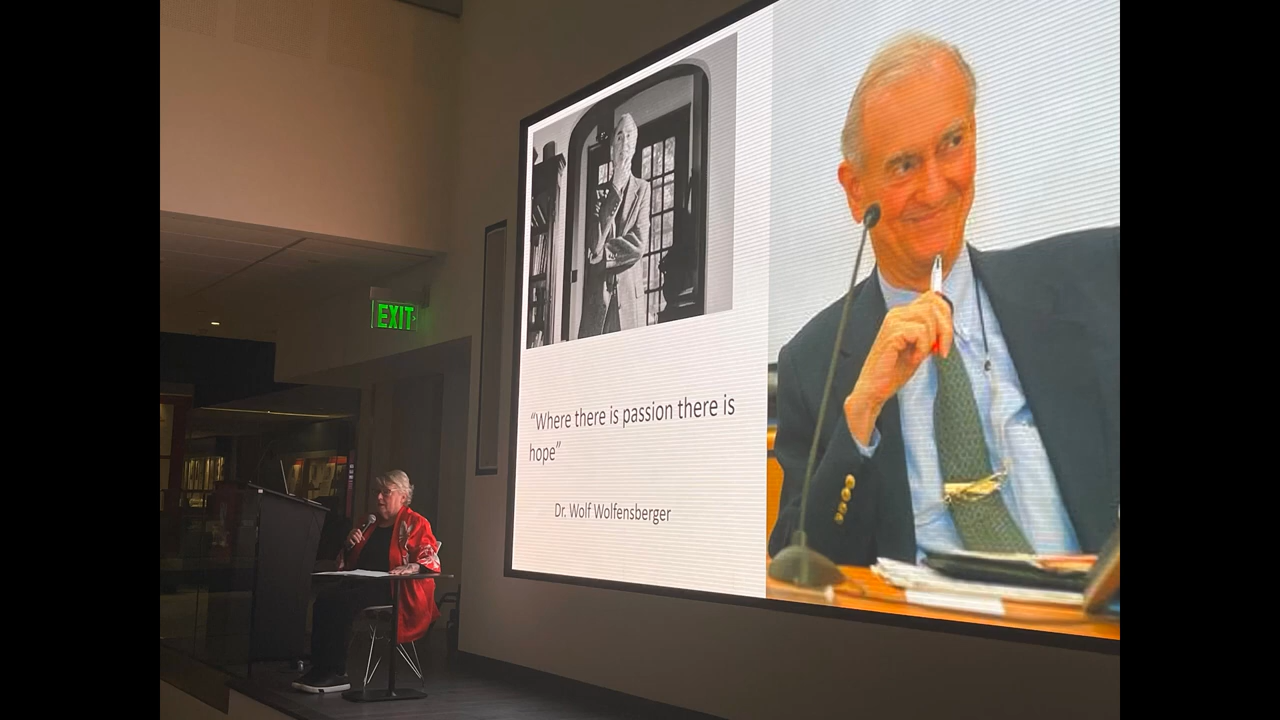 EXIT
“Where there is passion there is
hope”
Dr. Wolf Wolfensberger